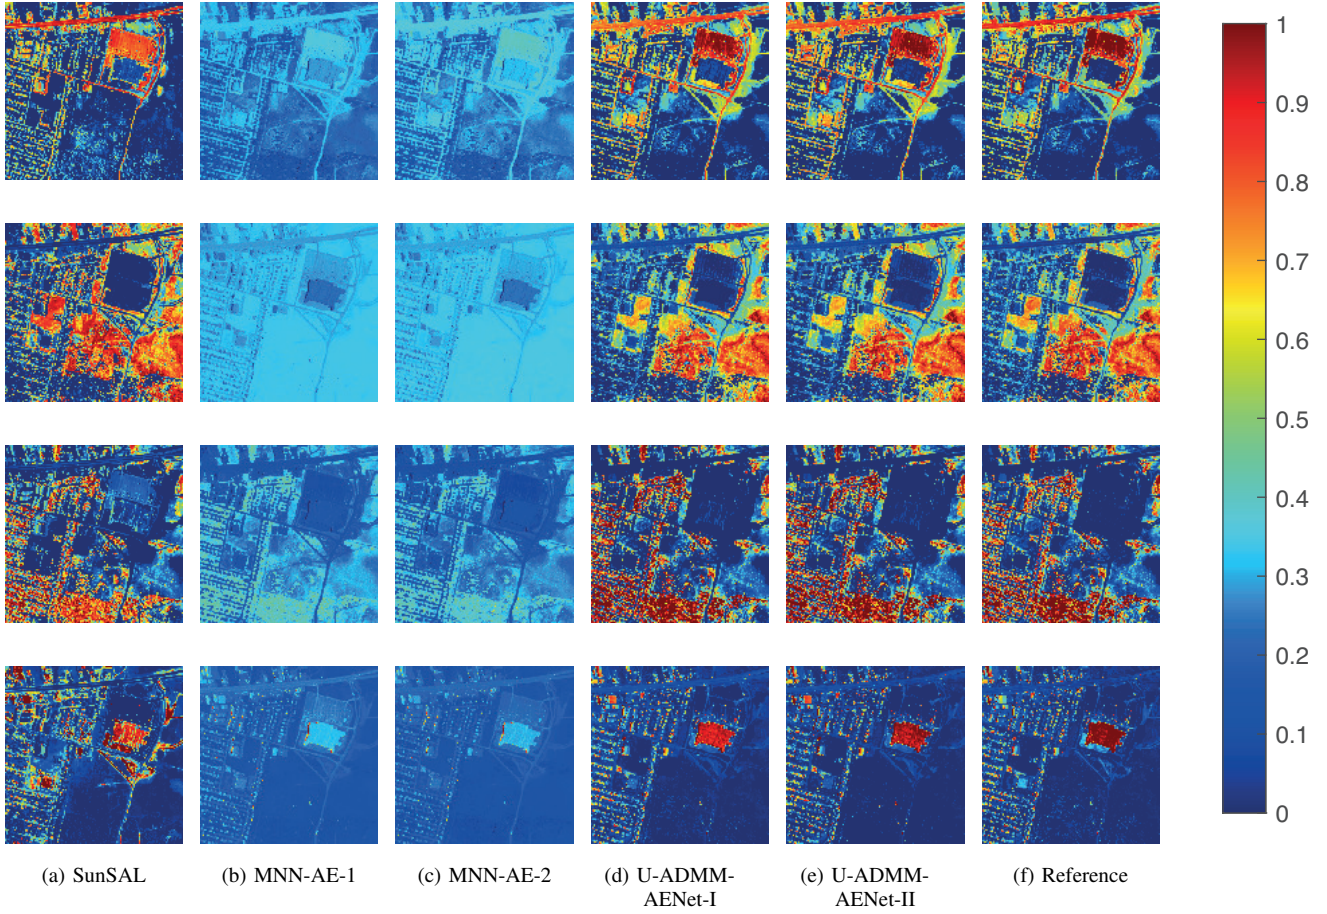 1
0.9
0.8
0.7
0.6
0.5
0.4
0.3
0.2
0.1
0
(a) SunSAL
(b) MNN-AE-1
(c) MNN-AE-2
(d) U-ADMM-
AENet-I
(e) U-ADMM-
AENet-II
(f) Reference